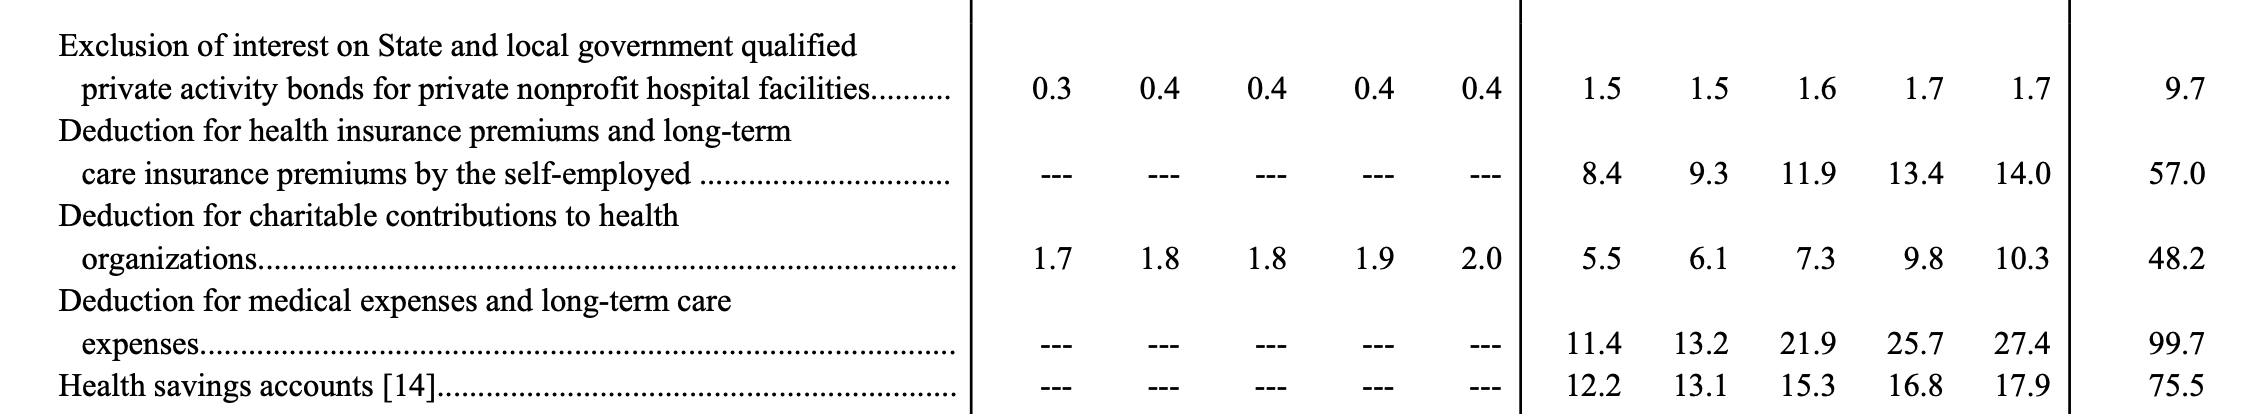 Exclusion of interest on State and local government qualified
private activity bonds for private nonprofit hospital facilities.......... 0.3 0.4 0.4 0.4 0.4 1.5 1.5 1.6 1.7 1.7 9.7
Deduction for health insurance premiums and long-term
care insurance premiums by the self-employed ............................... --- --- --- --- --- 8.4 9.3 11.9 13.4 14.0 57.0
Deduction for charitable contributions to health
organizations..................................................................................... 1.7 1.8 1.8 1.9 2.0 5.5 6.1 7.3 9.8 10.3 48.2
Deduction for medical expenses and long-term care
expenses............................................................................................ --- --- --- --- --- 11.4 13.2 21.9 25.7 27.4 99.7
Health savings accounts [14]............................................................... --- --- --- --- --- 12.2 13.1 15.3 16.8 17.9 75.5